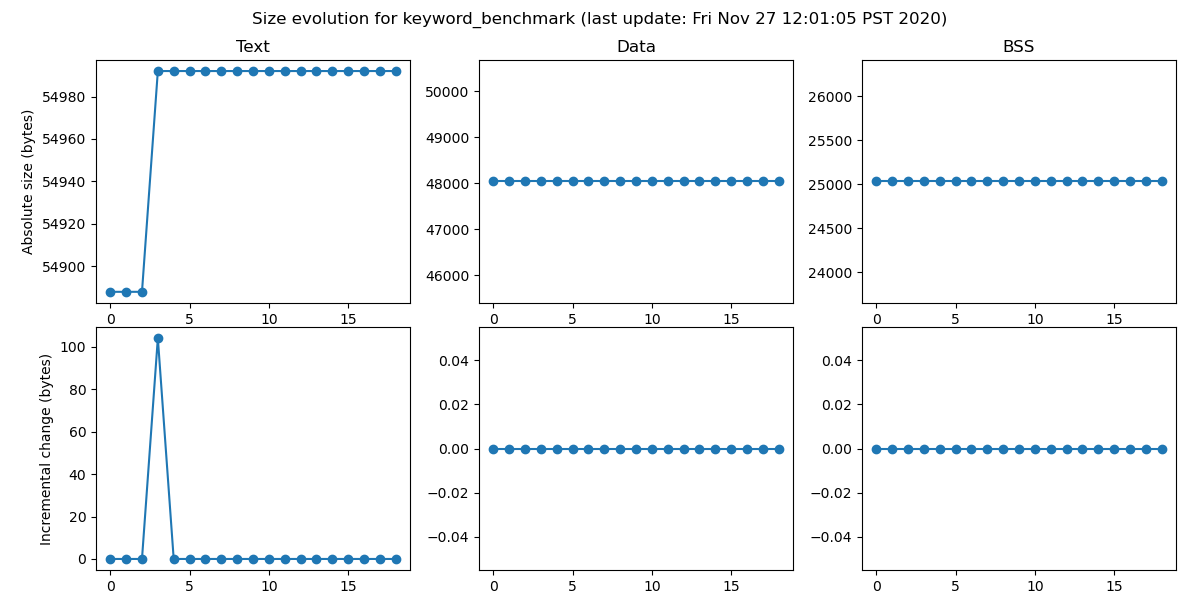 Size evolution for keyword_benchmark (last update: Fri Nov 27 12:01:05 PST 2020)
Text
Data
BSS
Absolute size (bytes)
54980
54960
54940
54920
54900
0 5 10 15
50000
49000
48000
47000
46000
0 5 10 15
26000
25500
25000
24500
24000
0 5 10 15
Incremental change (bytes)
100
80
60
40
20
0
0 5 10 15
0.04
0.02
0.00
−0.02
−0.04
0 5 10 15
0.04
0.02
0.00
−0.02
−0.04
0 5 10 15